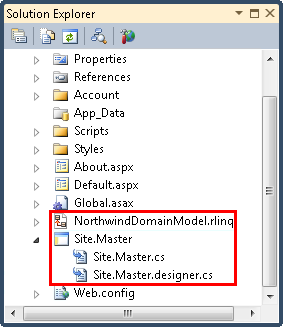 Solution Explorer
Properties
References
Account
App_Data
Scripts
Styles
About.aspx
Default.aspx
Global.asax
NorthwindDomainModel.rlinq
Site.Master
Site.Master.cs
Site.Master.designer.cs
Web.config